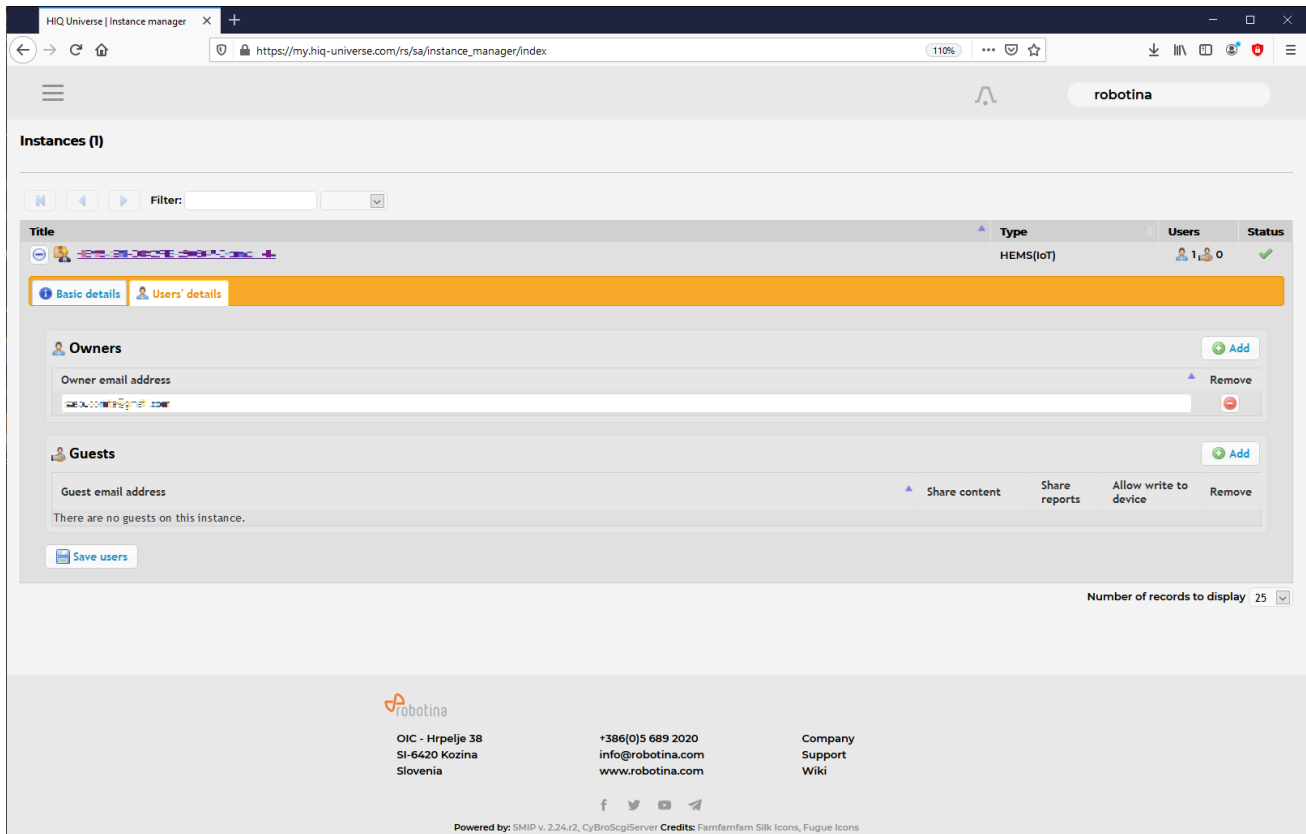 HIQ Universe | Instance manager
https://my.hiq-universe.com/rs/sa/instance_manager/index
110%
robotina
Instances (1)
Filter:
Title Type Users Status
HEMS(IoT) 1 0
Basic details Users' details
Owners Add
Owner email address Remove
Guests Add
Guest email address Share content Share reports Allow write to device Remove
There are no guests on this instance.
Save users
Number of records to display 25
robotina
OIC - Hrpelje 38 +386(0)5 689 2020 Company
SI-6420 Kozina info@robotina.com Support
Slovenia www.robotina.com Wiki
Powered by: SMIP v. 2.24.r2, CyBroScgiServer Credits: Famfamfam Silk Icons, Fugue Icons